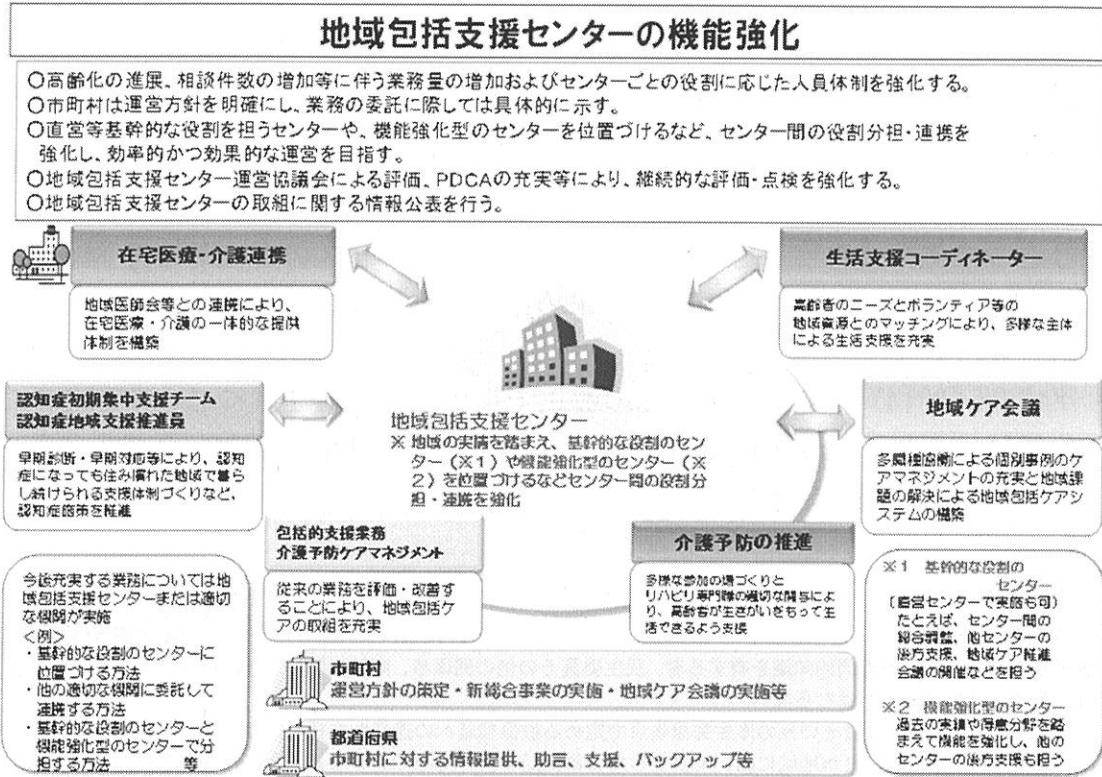 地域包括支援センターの機能強化
○高齢化の進展、相談件数の増加等に伴う業務量の増加およびセンターごとの役割に応じた人員体制を強化する。
○市町村は運営方針を明確にし、業務の委託に際しては具体的に示す。
○直営等基幹的な役割を担うセンターや、機能強化型のセンターを位置づけるなど、センター間の役割分担・連携を
強化し、効率的かつ効果的な運営を目指す。
○地域包括支援センター運営協議会による評価、PDCAの充実等により、継続的な評価・点検を強化する。
○地域包括支援センターの取組に関する情報公表を行う。
在宅医療・介護連携
地域医師会等との連携により、
在宅医療・介護の一体的な提供
体制を構築
生活支援コーディネーター
高齢者のニーズとボランティア等の
地域資源とのマッチングにより、多様な主体
による生活支援を充実
認知症初期集中支援チーム
認知症地域支援推進員
早期診断・早期対応等により、認知
症になっても住み慣れた地域で暮ら
し続けられる支援体制づくりなど、
認知症施策を推進
地域包括支援センター
※ 地域の実情を踏まえ、基幹的な役割のセン
ター（※１）や機能強化型のセンター（※
２）を位置づけるなどセンター間の役割分
担・連携を強化
地域ケア会議
多職種協働による個別事例のケ
アマネジメントの充実と地域課
題の解決による地域包括ケアシ
ステムの構築
包括的支援業務
介護予防ケアマネジメント
従来の業務を評価・改善す
ることにより、地域包括ケ
アの取組を充実
介護予防の推進
多様な参加の場づくりと
リハビリ専門職の適切な関与によ
り、高齢者が生きがいをもって生
活できるよう支援
今後充実する業務については地
域包括支援センターまたは適切
な機関が実施
＜例＞
・基幹的な役割のセンターに
位置づける方法
・他の適切な機関に委託して
連携する方法
・基幹的な役割のセンターと
機能強化型のセンターで分
担する方法 等
※１ 基幹的な役割の
センター
（直営センターで実施も可）
たとえば、センター間の
総合調整、他センターの
後方支援、地域ケア推進
会議の開催などを担う
※２ 機能強化型のセンター
過去の実績や得意分野を踏
まえて機能を強化し、他の
センターの後方支援も担う
市町村
運営方針の策定・新総合事業の実施・地域ケア会議の実施等
都道府県
市町村に対する情報提供、助言、支援、バックアップ等